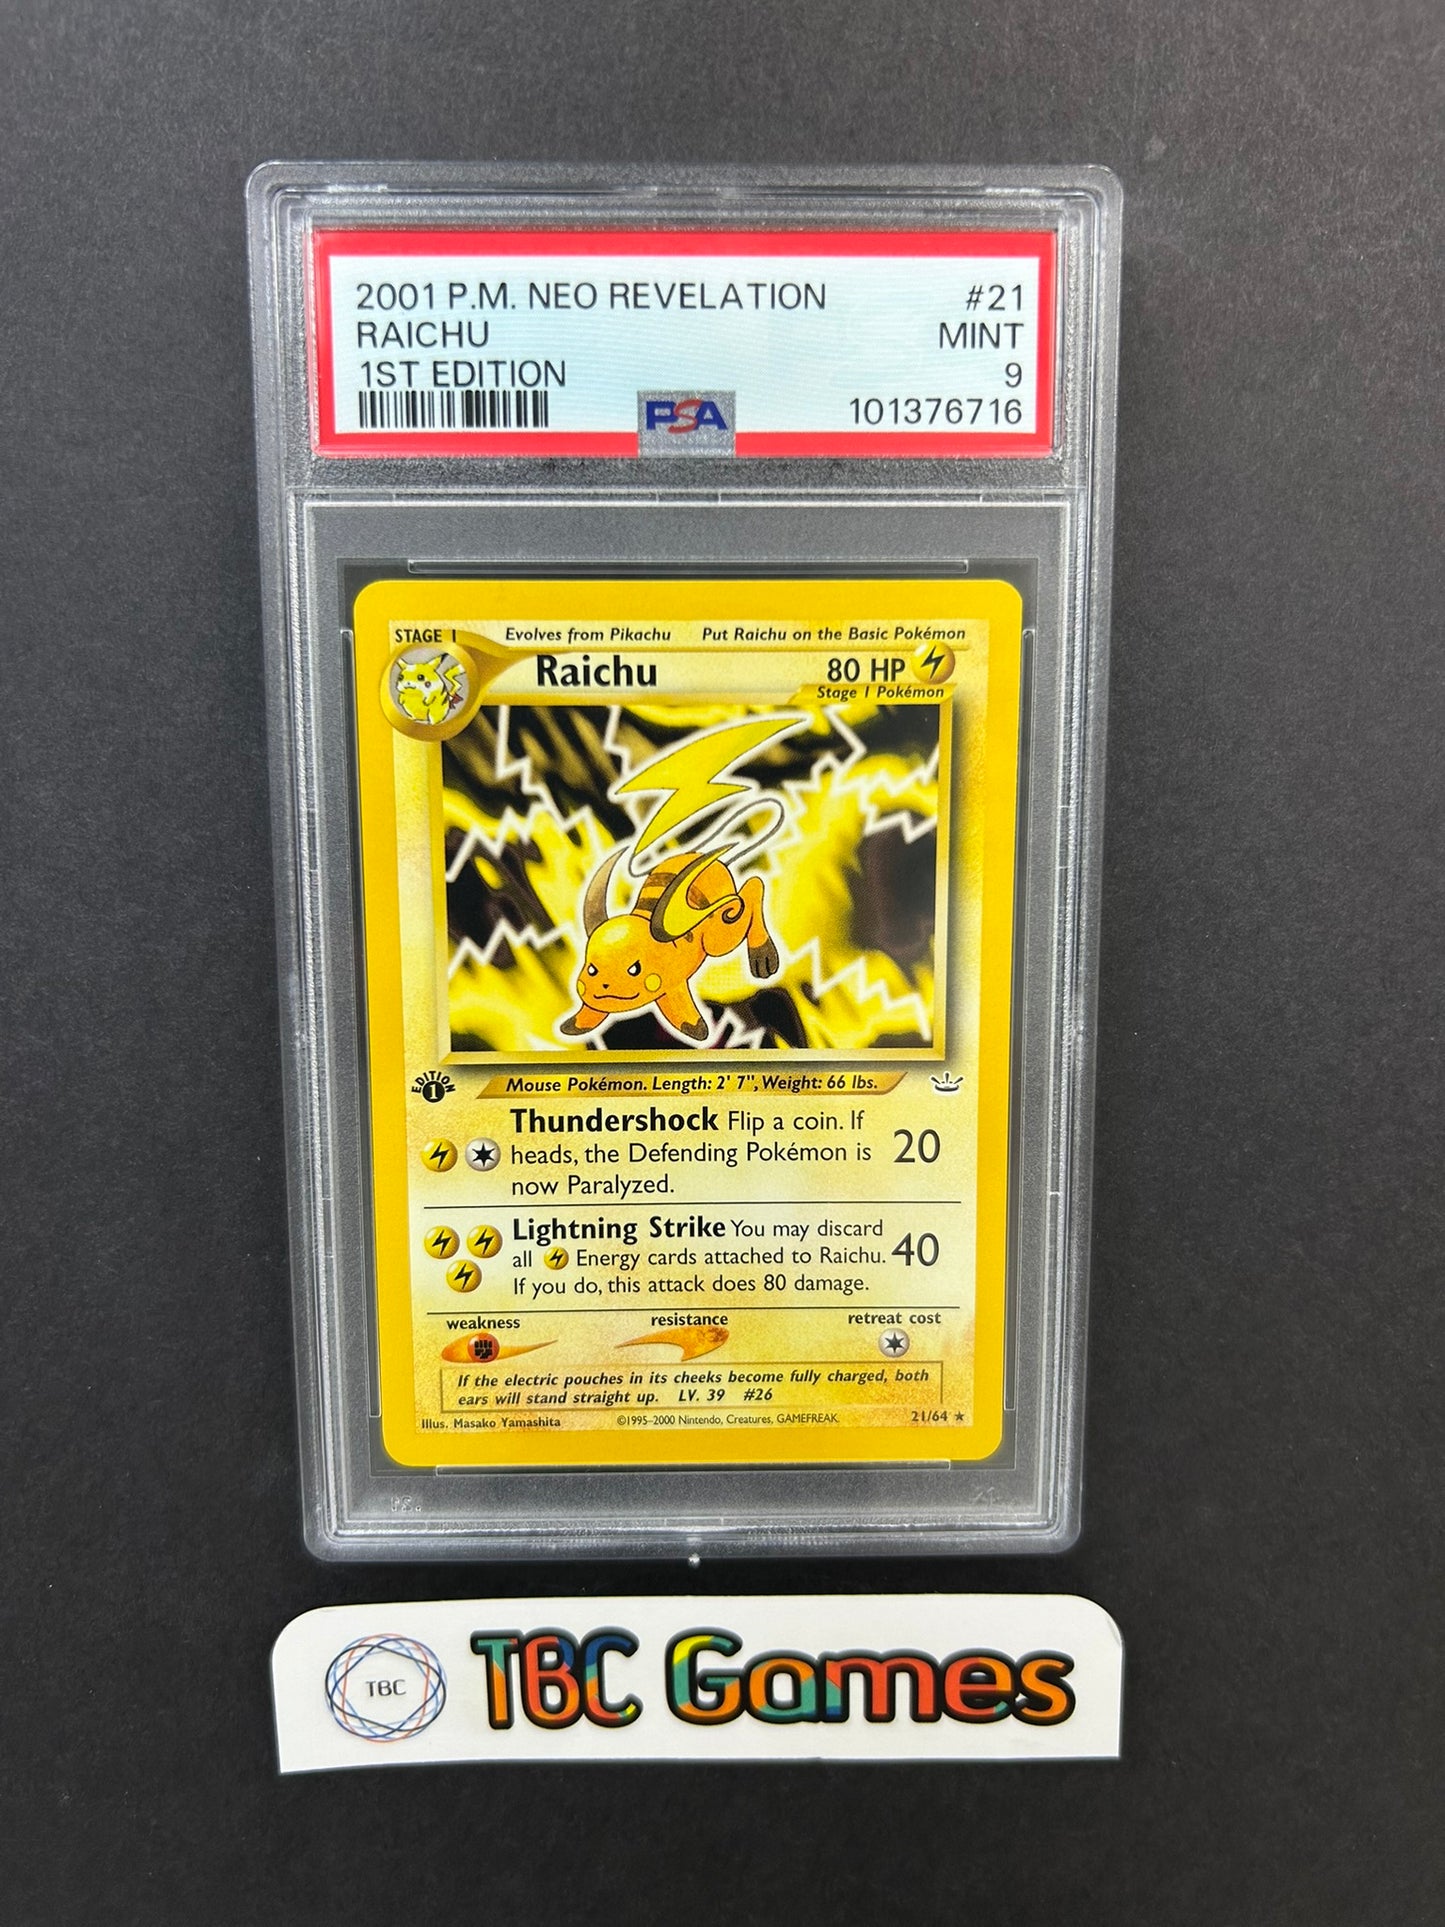 2001 P.M. NEO REVELATION #21
RAICHU MINT
1ST EDITION 9
PSA 101376716
STAGE 1 Evolves from Pikachu Put Raichu on the Basic Pokémon
Raichu 80 HP
Stage 1 Pokémon
EDITION 1
Mouse Pokémon. Length: 2' 7", Weight: 66 lbs.
Thundershock Flip a coin. If
heads, the Defending Pokémon is 20
now Paralyzed.
Lightning Strike You may discard
all Energy cards attached to Raichu. 40
If you do, this attack does 80 damage.
weakness resistance retreat cost
If the electric pouches in its cheeks become fully charged, both
ears will stand straight up. LV. 39 #26
Illus. Masako Yamashita ©1995-2000 Nintendo, Creatures, GAMEFREAK. 21/64 ★
TBC TBC Games